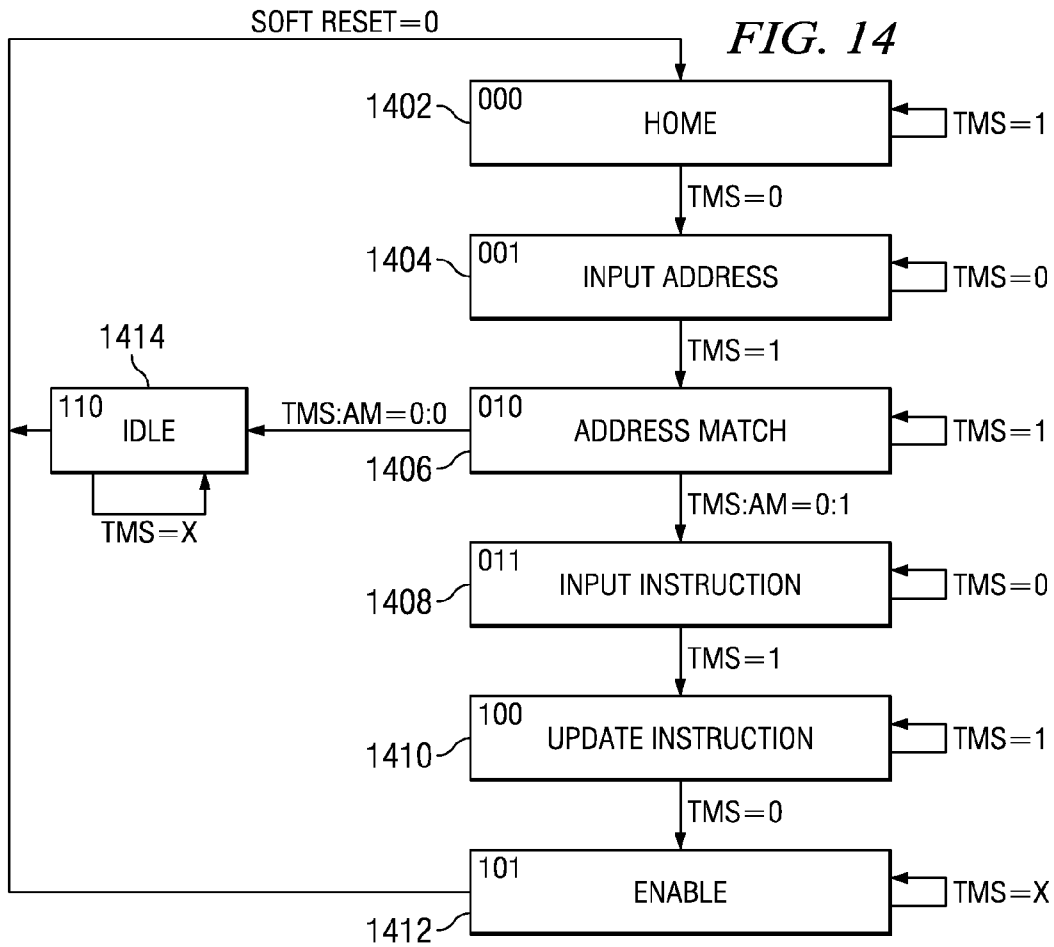 SOFT RESET=0
FIG. 14
1402
000
HOME
TMS=1
TMS=0
1404
001
INPUT ADDRESS
TMS=0
TMS=1
1414
110
IDLE
TMS=X
TMS:AM=0:0
1406
010
ADDRESS MATCH
TMS=1
TMS:AM=0:1
1408
011
INPUT INSTRUCTION
TMS=0
TMS=1
1410
100
UPDATE INSTRUCTION
TMS=1
TMS=0
1412
101
ENABLE
TMS=X